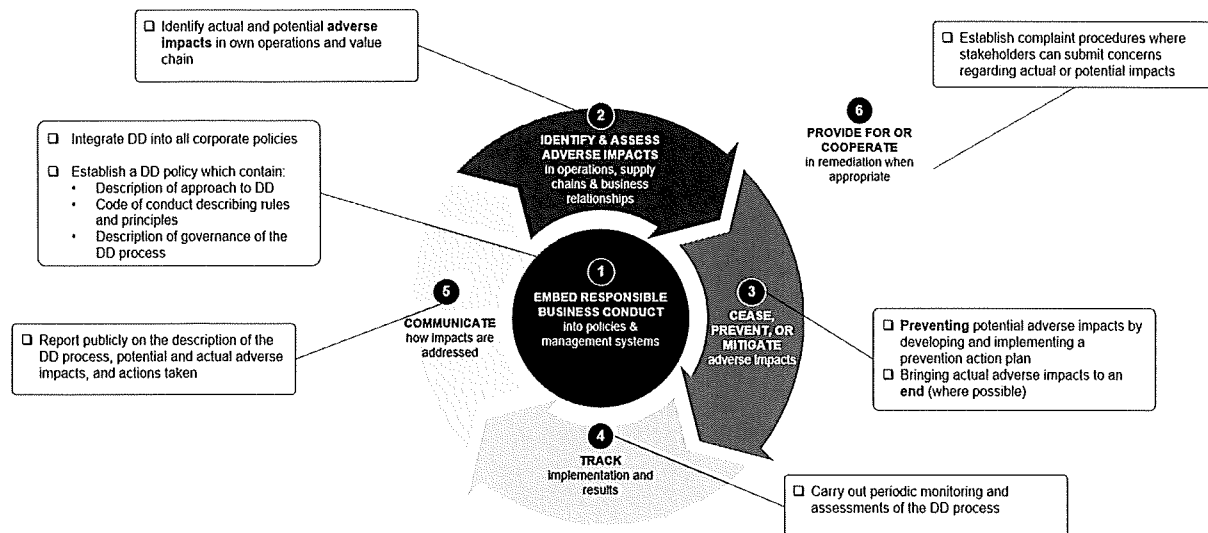 ❑ Identify actual and potential adverse
impacts in own operations and value
chain
❑ Establish complaint procedures where
stakeholders can submit concerns
regarding actual or potential impacts
❑ Integrate DD into all corporate policies
❑ Establish a DD policy which contain:
• Description of approach to DD
• Code of conduct describing rules
and principles
• Description of governance of the
DD process
2
IDENTIFY & ASSESS
ADVERSE IMPACTS
in operations, supply
chains & business
relationships
6
PROVIDE FOR OR
COOPERATE
in remediation when
appropriate
1
EMBED RESPONSIBLE
BUSINESS CONDUCT
into policies &
management systems
5
COMMUNICATE
how impacts are
addressed
3
CEASE,
PREVENT, OR
MITIGATE
adverse impacts
❑ Report publicly on the description of the
DD process, potential and actual adverse
impacts, and actions taken
❑ Preventing potential adverse impacts by
developing and implementing a
prevention action plan
❑ Bringing actual adverse impacts to an
end (where possible)
4
TRACK
implementation and
results
❑ Carry out periodic monitoring and
assessments of the DD process